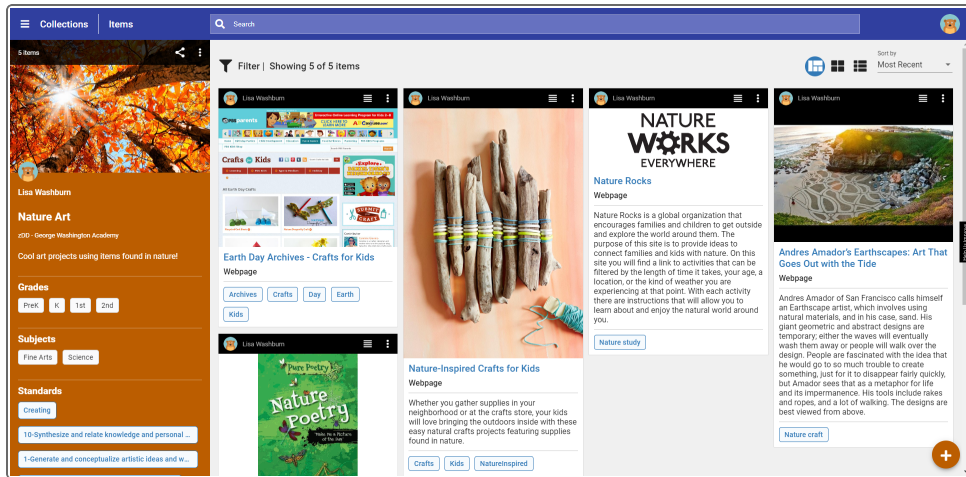 Collections
Items
Search
5 items
Lisa Washburn
Nature Art
zDD - George Washington Academy
Cool art projects using items found in nature!
Grades
PreK
K
1st
2nd
Subjects
Fine Arts
Science
Standards
Creating
10-Synthesize and relate knowledge and personal ...
1-Generate and conceptualize artistic ideas and w...
Filter | Showing 5 of 5 items
Sort by
Most Recent
Lisa Washburn
parents
Crafts for Kids
Explore
All Earth Day Crafts
SUBMIT
CRAFT
Earth Day Archives - Crafts for Kids
Webpage
Archives
Crafts
Day
Earth
Kids
Lisa Washburn
Pure Poetry
Nature
Poetry
Make Me a Picture
of the Day
Lisa Washburn
Nature-Inspired Crafts for Kids
Webpage
Whether you gather supplies in your
neighborhood or at the crafts store, your kids
will love bringing the outdoors inside with these
easy natural crafts projects featuring supplies
found in nature.
Crafts
Kids
NatureInspired
Lisa Washburn
NATURE
WORKS
EVERYWHERE
Nature Rocks
Webpage
Nature Rocks is a global organization that
encourages families and children to get outside
and explore the world around them. The
purpose of this site is to provide ideas to
connect families and kids with nature. On this
site you will find a link to activities that can be
filtered by the length of time it takes, your age, a
location, or the kind of weather you are
experiencing at that point. With each activity
there are instructions that will allow you to
learn about and enjoy the natural world around
you.
Nature study
Lisa Washburn
Andres Amador's Earthscapes: Art That
Goes Out with the Tide
Webpage
Andres Amador of San Francisco calls himself
an Earthscape artist, which involves using
natural materials, and in his case, sand. His
giant geometric and abstract designs are
temporary; either the waves will eventually
wash them away or people will walk over the
design. People are fascinated with the idea that
he would go to so much trouble to create
something, just for it to disappear fairly quickly,
but Amador sees that as a metaphor for life
and its impermanence. His tools include rakes
and ropes, and a lot of walking. The designs are
best viewed from above.
Nature craft